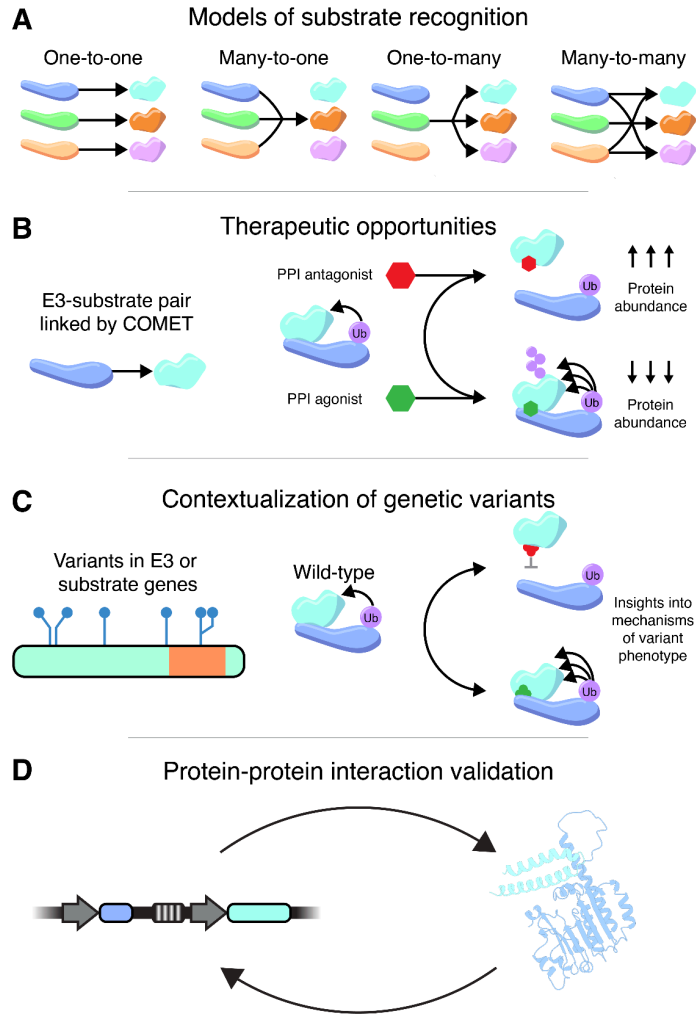 A
Models of substrate recognition
One-to-one
Many-to-one
One-to-many
Many-to-many
B
Therapeutic opportunities
E3-substrate pair
linked by COMET
PPI antagonist
Ub
PPI agonist
Ub
Protein
abundance
Ub
Protein
abundance
C
Contextualization of genetic variants
Variants in E3 or
substrate genes
Wild-type
Ub
Ub
Ub
Insights into
mechanisms
of variant
phenotype
D
Protein-protein interaction validation